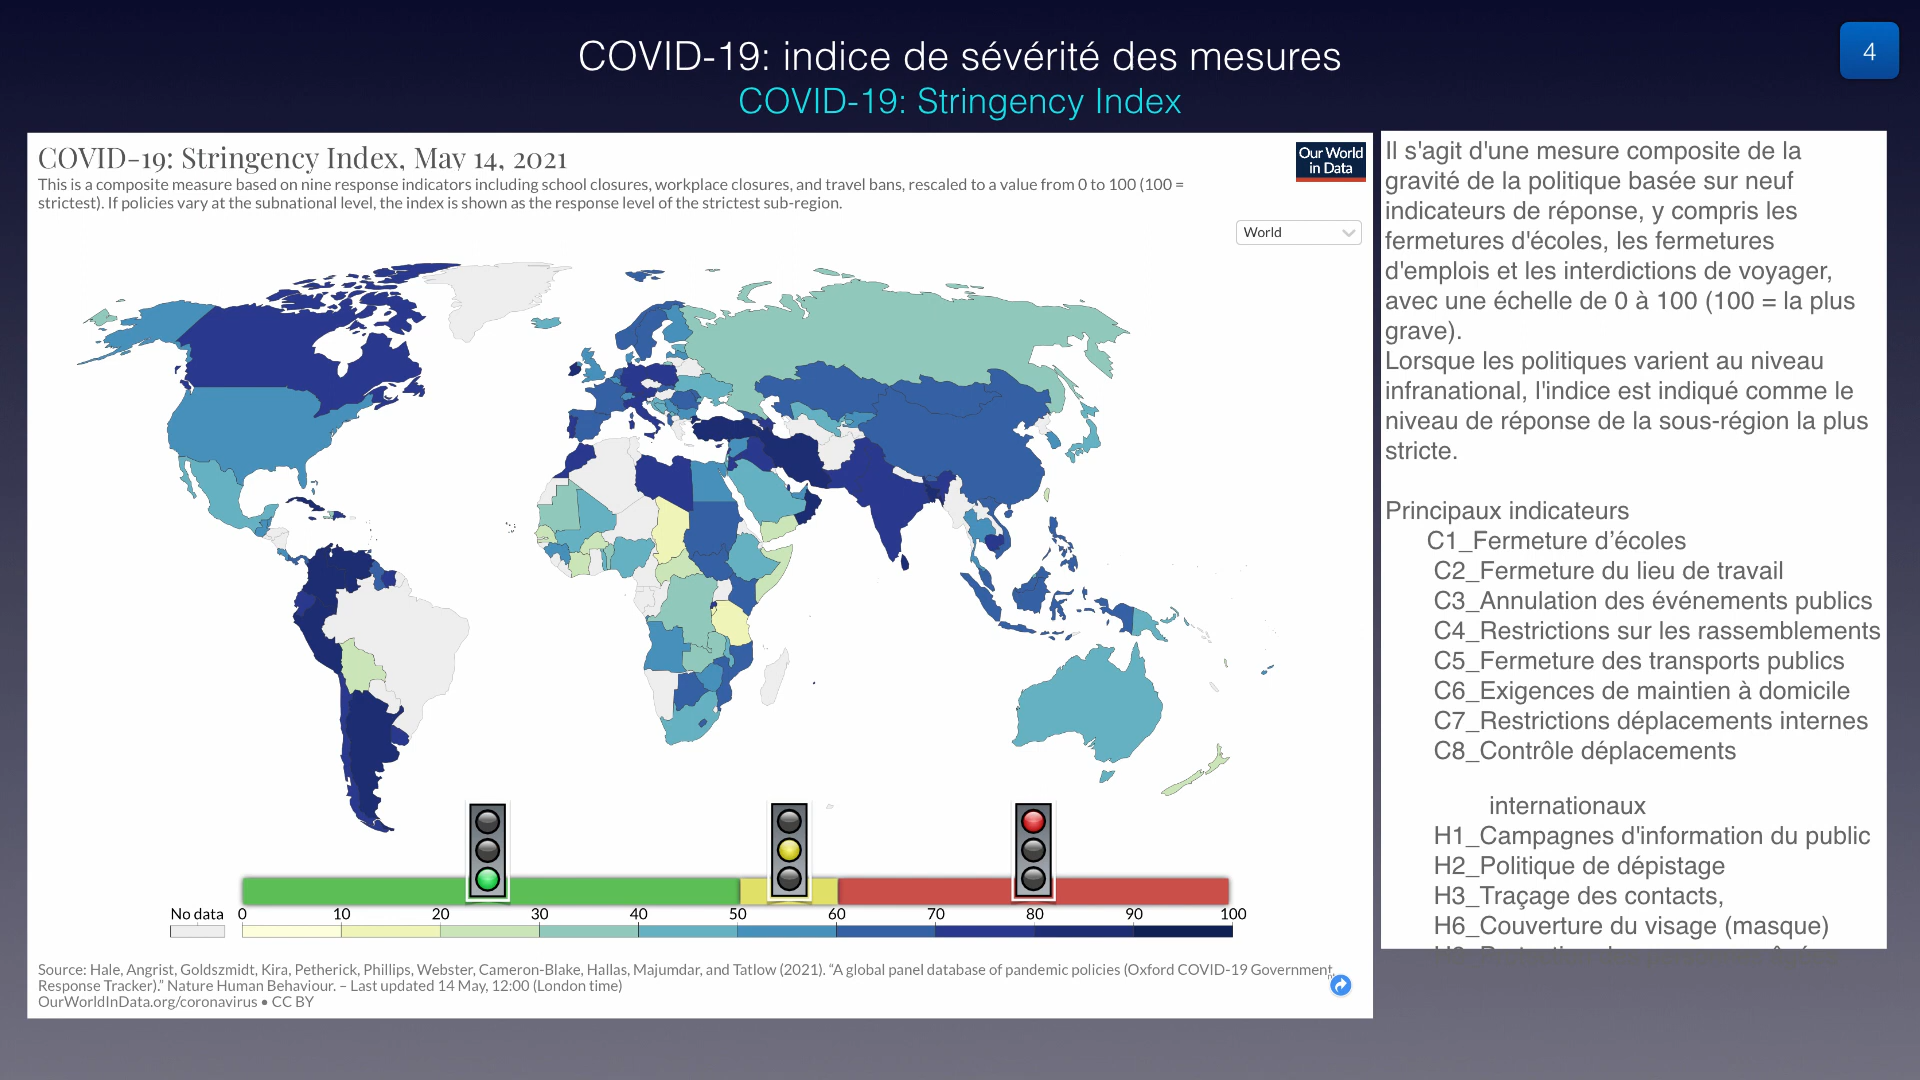 COVID-19: indice de sévérité des mesures
COVID-19: Stringency Index
4
COVID-19: Stringency Index, May 14, 2021
This is a composite measure based on nine response indicators including school closures, workplace closures, and travel bans, rescaled to a value from 0 to 100 (100 =
strictest). If policies vary at the subnational level, the index is shown as the response level of the strictest sub-region.
Our World
in Data
World
No data
0 10 20 30 40 50 60 70 80 90 100
Source: Hale, Angrist, Goldszmidt, Kira, Petherick, Phillips, Webster, Cameron-Blake, Hallas, Majumdar, and Tatlow (2021). “A global panel database of pandemic policies (Oxford COVID-19 Government
Response Tracker).” Nature Human Behaviour. – Last updated 14 May, 12:00 (London time)
OurWorldInData.org/coronavirus • CC BY
Il s'agit d'une mesure composite de la
gravité de la politique basée sur neuf
indicateurs de réponse, y compris les
fermetures d'écoles, les fermetures
d'emplois et les interdictions de voyager,
avec une échelle de 0 à 100 (100 = la plus
grave).
Lorsque les politiques varient au niveau
infranational, l'indice est indiqué comme le
niveau de réponse de la sous-région la plus
stricte.
Principaux indicateurs
C1_Fermeture d’écoles
C2_Fermeture du lieu de travail
C3_Annulation des événements publics
C4_Restrictions sur les rassemblements
C5_Fermeture des transports publics
C6_Exigences de maintien à domicile
C7_Restrictions déplacements internes
C8_Contrôle déplacements
internationaux
H1_Campagnes d'information du public
H2_Politique de dépistage
H3_Traçage des contacts,
H6_Couverture du visage (masque)